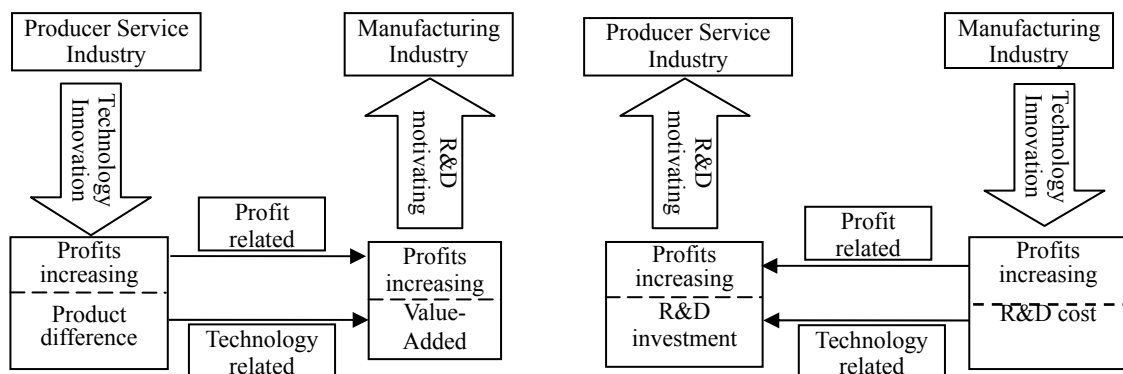 Producer Service
Industry
Technology
Innovation
Profits
increasing
Product
difference
Profit
related
Technology
related
Manufacturing
Industry
R&D
motivating
Profits
increasing
Value-
Added
Producer Service
Industry
R&D
motivating
Profits
increasing
R&D
investment
Profit
related
Technology
related
Manufacturing
Industry
Technology
Innovation
Profits
increasing
R&D cost